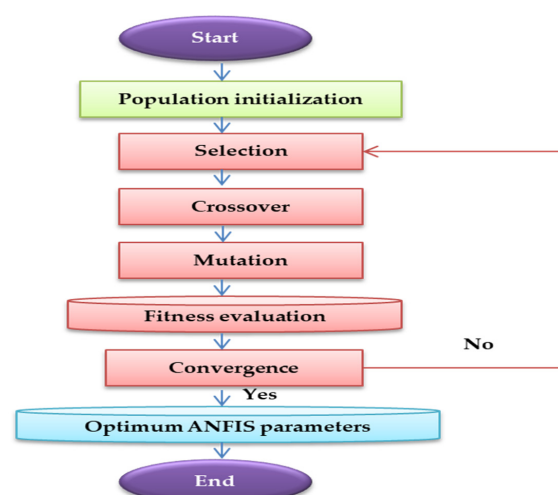 Start
Population initialization
Selection
Crossover
Mutation
Fitness evaluation
No
Convergence
Yes
Optimum ANFIS parameters
End